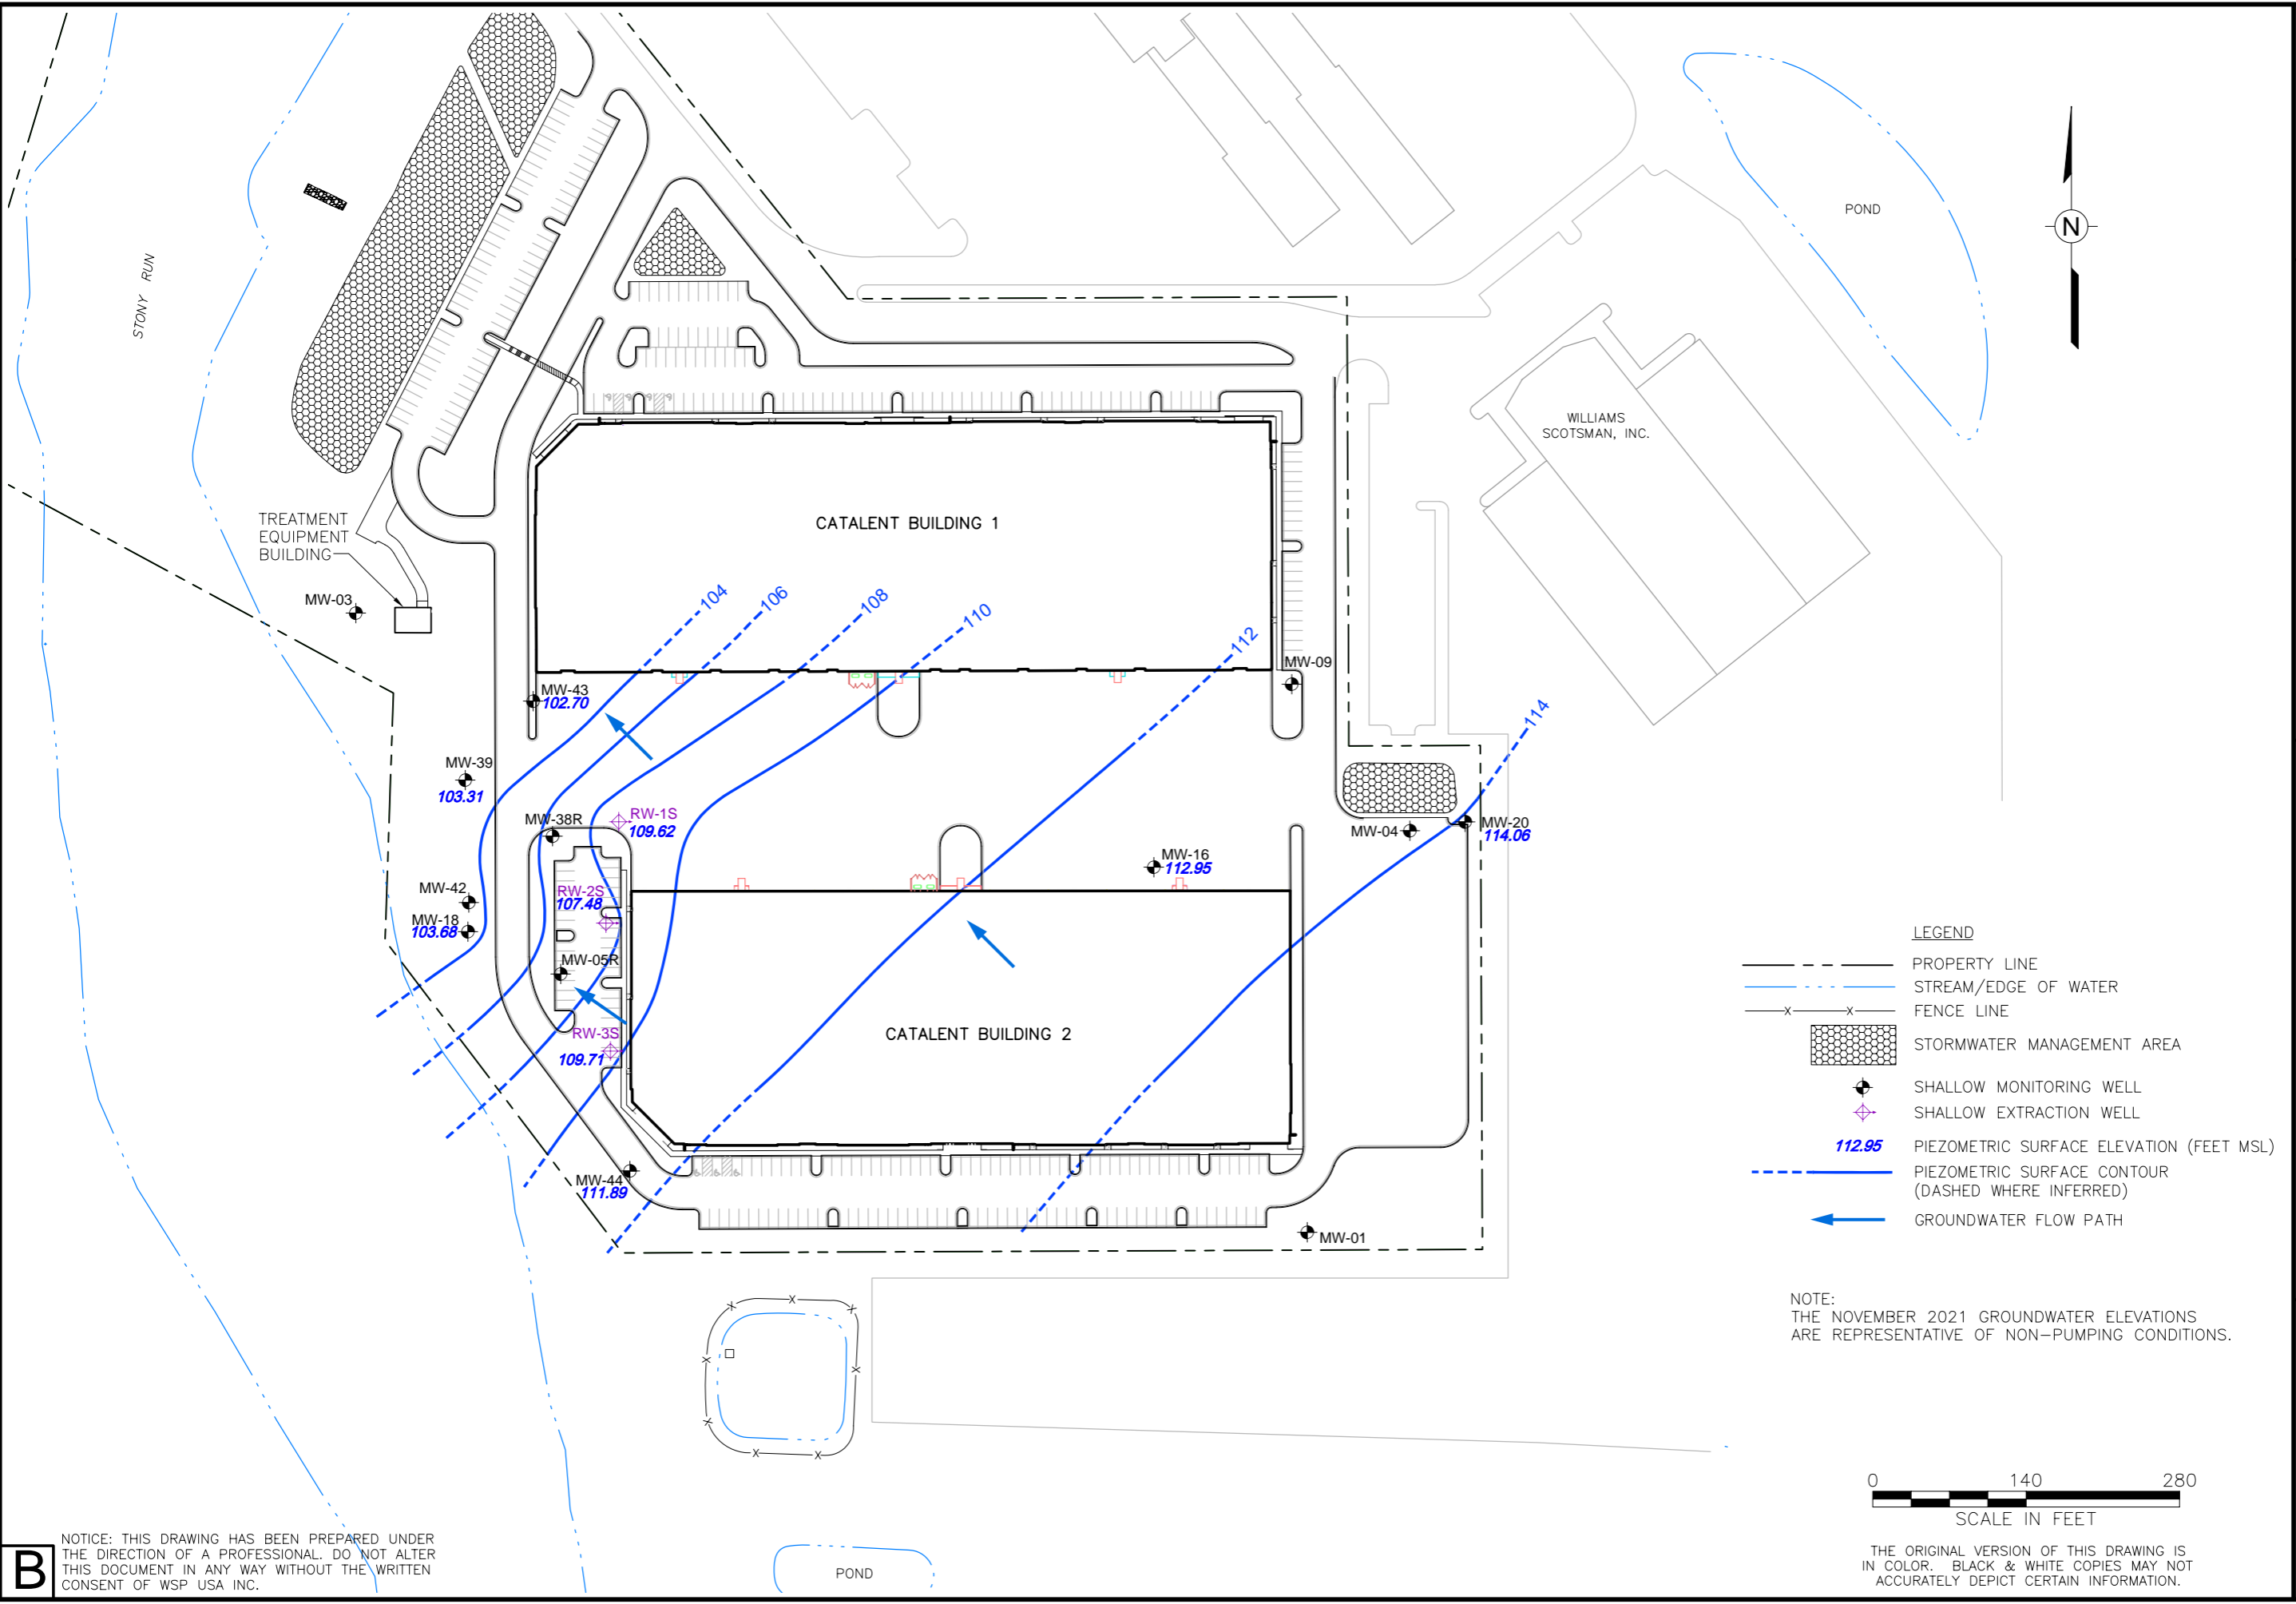 POND
N
STONY RUN
WILLIAMS
SCOTSMAN, INC.
CATALENT BUILDING 1
TREATMENT
EQUIPMENT
BUILDING
MW-03
104
106
108
110
112
MW-09
MW-43
102.70
114
MW-39
103.31
MW-38R
RW-1S
109.62
MW-04
MW-20
114.06
MW-16
112.95
MW-42
RW-2S
107.48
MW-18
103.68
MW-05R
RW-3S
109.71
CATALENT BUILDING 2
MW-44
111.89
MW-01
LEGEND
PROPERTY LINE
STREAM/EDGE OF WATER
X X FENCE LINE
STORMWATER MANAGEMENT AREA
SHALLOW MONITORING WELL
SHALLOW EXTRACTION WELL
112.95 PIEZOMETRIC SURFACE ELEVATION (FEET MSL)
PIEZOMETRIC SURFACE CONTOUR
(DASHED WHERE INFERRED)
GROUNDWATER FLOW PATH
NOTE:
THE NOVEMBER 2021 GROUNDWATER ELEVATIONS
ARE REPRESENTATIVE OF NON-PUMPING CONDITIONS.
X X X
X X
X X X
0 140 280
SCALE IN FEET
THE ORIGINAL VERSION OF THIS DRAWING IS
IN COLOR. BLACK & WHITE COPIES MAY NOT
ACCURATELY DEPICT CERTAIN INFORMATION.
POND
B
NOTICE: THIS DRAWING HAS BEEN PREPARED UNDER
THE DIRECTION OF A PROFESSIONAL. DO NOT ALTER
THIS DOCUMENT IN ANY WAY WITHOUT THE WRITTEN
CONSENT OF WSP USA INC.